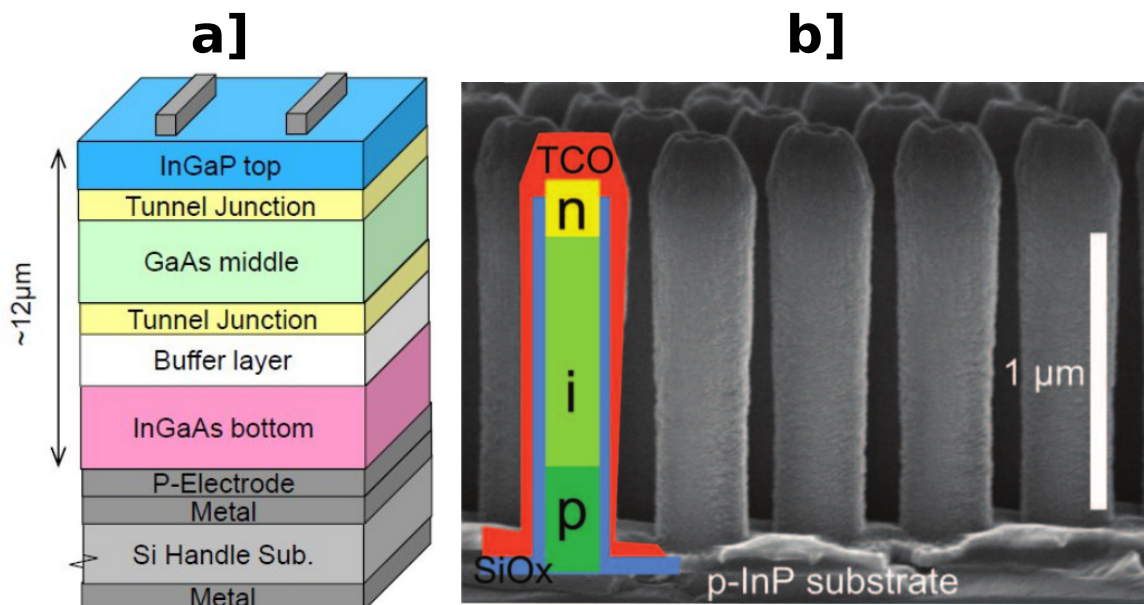 a]
InGaP top
Tunnel Junction
GaAs middle
Tunnel Junction
Buffer layer
InGaAs bottom
P-Electrode
Metal
Si Handle Sub.
Metal
~12μm
b]
TCO
n
i
p
SiOx
1 μm
p-InP substrate